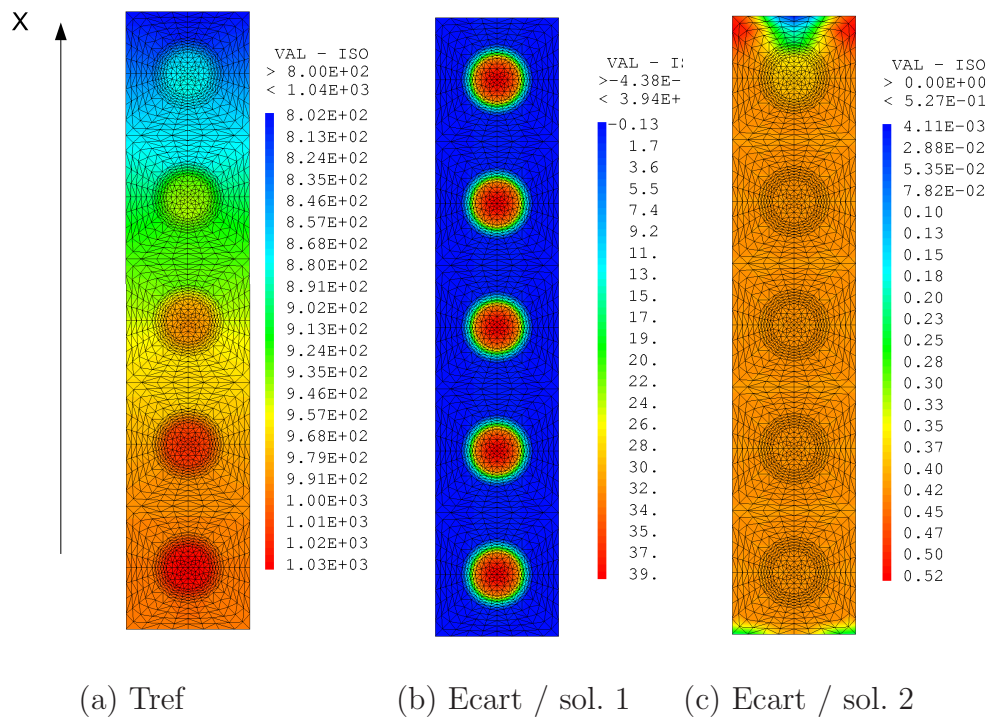 X
VAL - ISO
> 8.00E+02
< 1.04E+03
8.02E+02
8.13E+02
8.24E+02
8.35E+02
8.46E+02
8.57E+02
8.68E+02
8.80E+02
8.91E+02
9.02E+02
9.13E+02
9.24E+02
9.35E+02
9.46E+02
9.57E+02
9.68E+02
9.79E+02
9.91E+02
1.00E+03
1.01E+03
1.02E+03
1.03E+03
VAL - IS
>-4.38E-
< 3.94E+
-0.13
1.7
3.6
5.5
7.4
9.2
11.
13.
15.
17.
19.
20.
22.
24.
26.
28.
30.
32.
34.
35.
37.
39.
VAL - ISO
> 0.00E+00
< 5.27E-01
4.11E-03
2.88E-02
5.35E-02
7.82E-02
0.10
0.13
0.15
0.18
0.20
0.23
0.25
0.28
0.30
0.33
0.35
0.37
0.40
0.42
0.45
0.47
0.50
0.52
(a) Tref
(b) Ecart / sol. 1
(c) Ecart / sol. 2